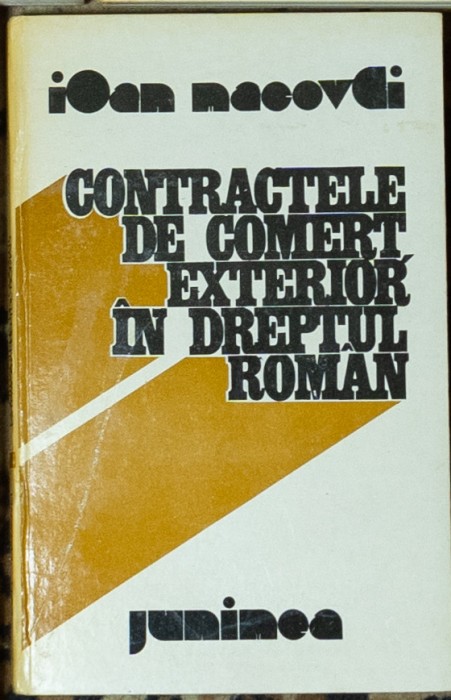 ioan macovei
CONTRACTELE
DE COMERȚ
EXTERIOR
ÎN DREPTUL
ROMÂN
junimea